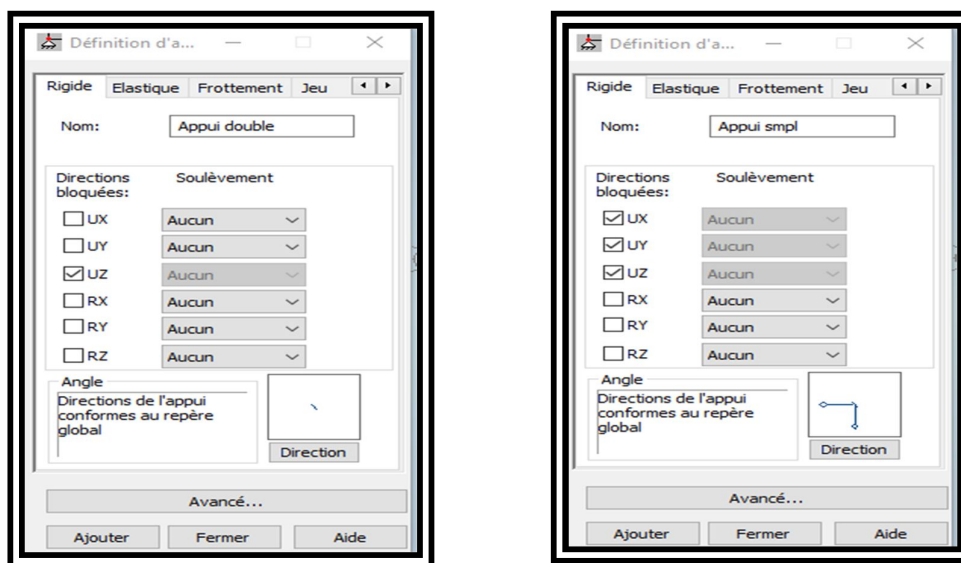 Définition d'a...
Rigide Elastique Frottement Jeu
Nom: Appui double
Directions bloquées: Soulèvement
UX Aucun
UY Aucun
UZ Aucun
RX Aucun
RY Aucun
RZ Aucun
Angle
Directions de l'appui
conformes au repère
global
Direction
Avancé...
Ajouter Fermer Aide
Définition d'a...
Rigide Elastique Frottement Jeu
Nom: Appui smpl
Directions bloquées: Soulèvement
UX Aucun
UY Aucun
UZ Aucun
RX Aucun
RY Aucun
RZ Aucun
Angle
Directions de l'appui
conformes au repère
global
Direction
Avancé...
Ajouter Fermer Aide